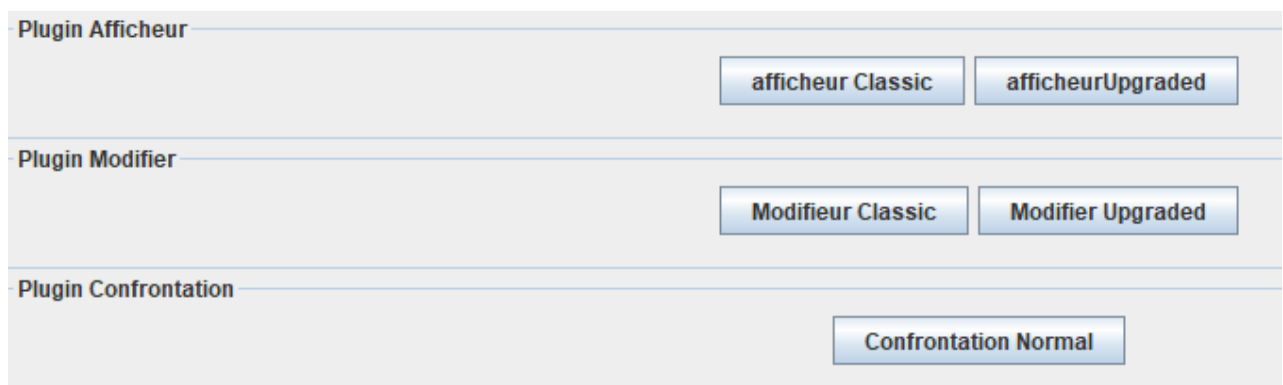 Plugin Afficheur
afficheur Classic afficheurUpgraded
Plugin Modifier
Modifieur Classic Modifier Upgraded
Plugin Confrontation
Confrontation Normal